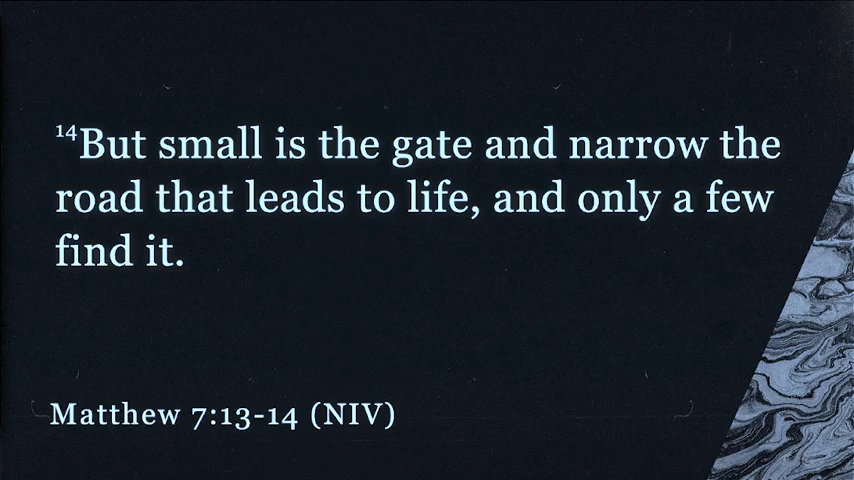 ¹⁴But small is the gate and narrow the
road that leads to life, and only a few
find it.
Matthew 7:13-14 (NIV)